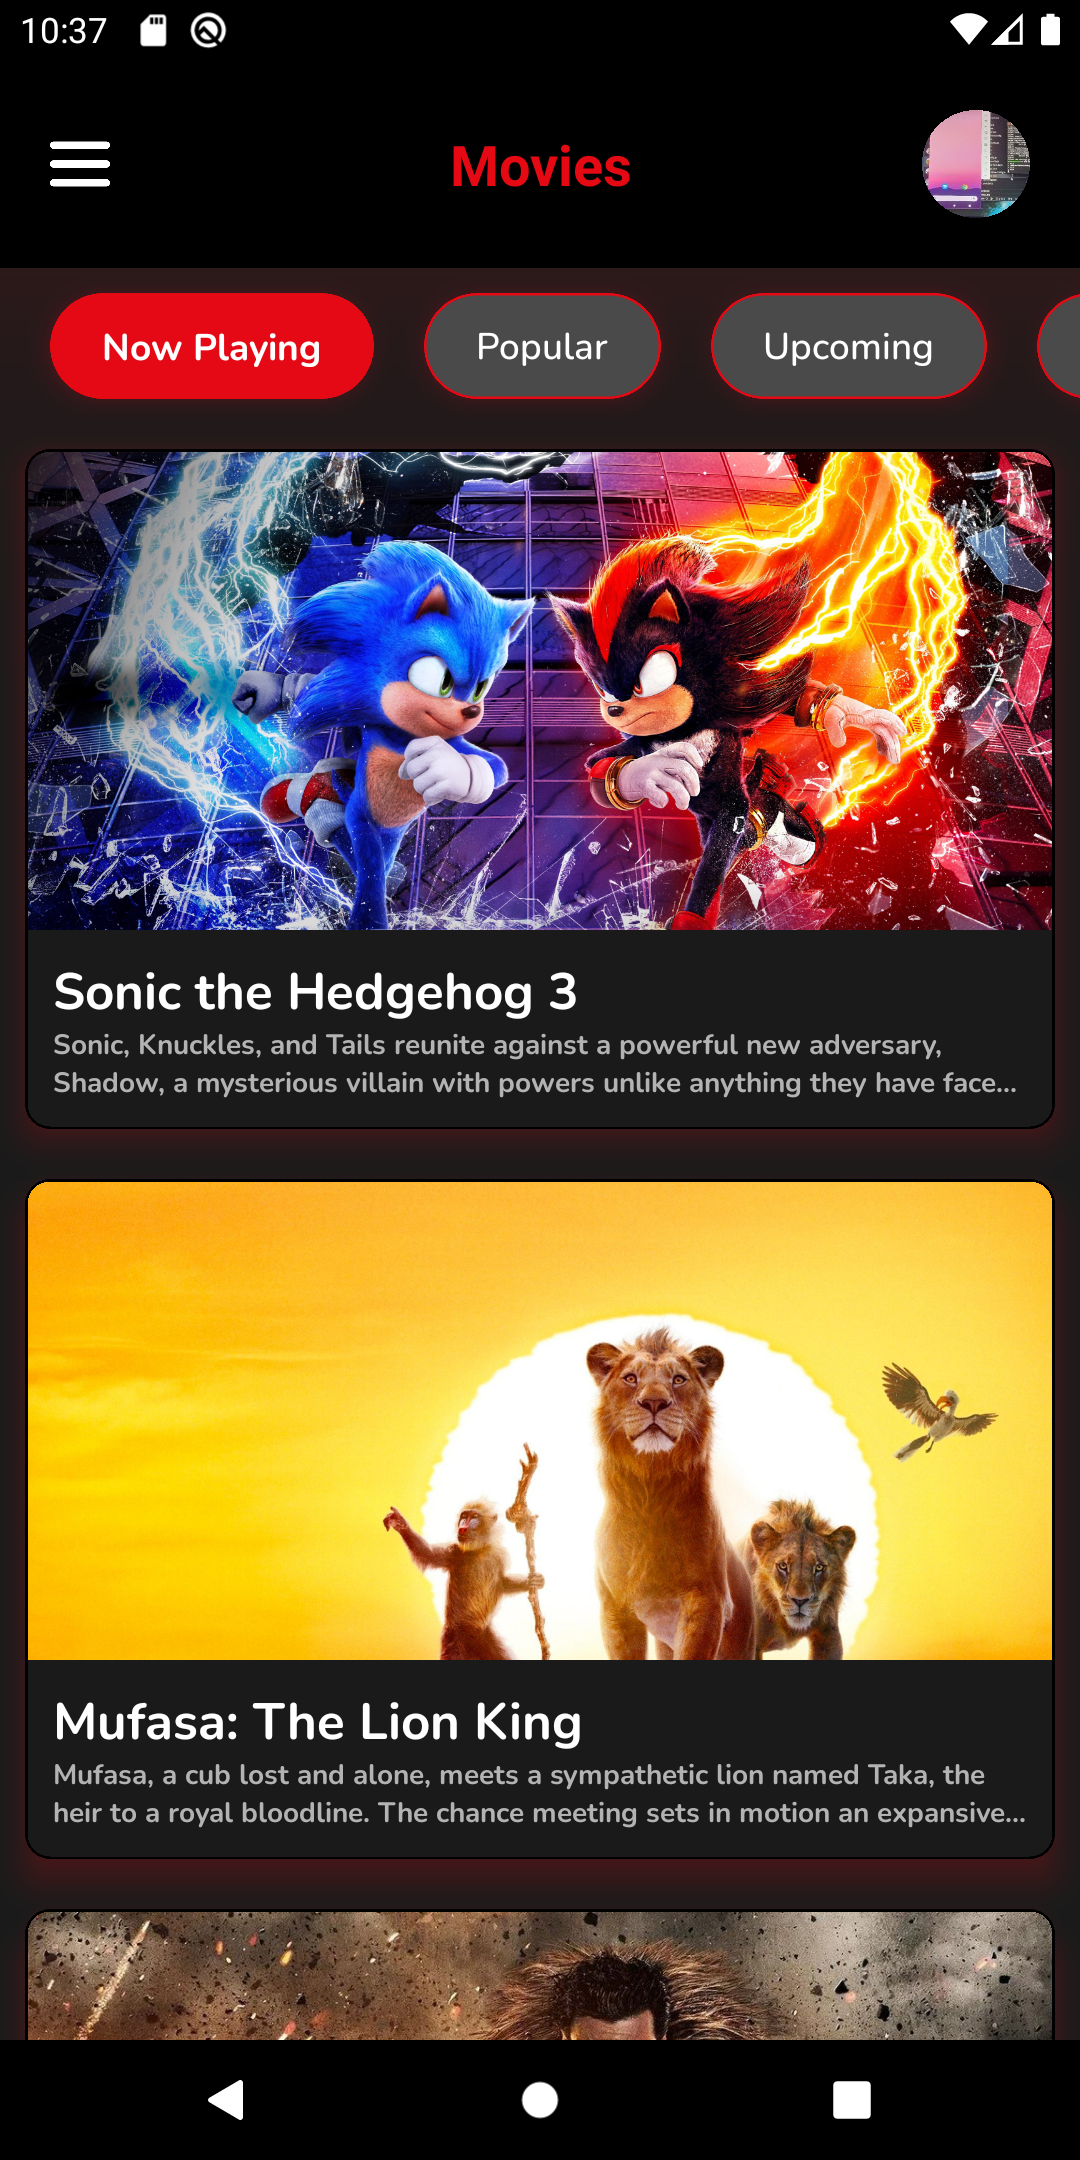 10:37
Movies
Now Playing
Popular
Upcoming
Sonic the Hedgehog 3
Sonic, Knuckles, and Tails reunite against a powerful new adversary,
Shadow, a mysterious villain with powers unlike anything they have face...
Mufasa: The Lion King
Mufasa, a cub lost and alone, meets a sympathetic lion named Taka, the
heir to a royal bloodline. The chance meeting sets in motion an expansive...